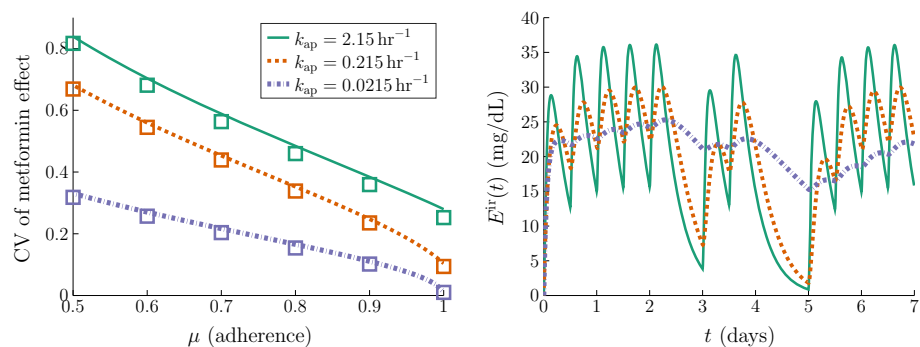 CV of metformin effect
0.8
0.6
0.4
0.2
0
0.5 0.6 0.7 0.8 0.9 1
μ (adherence)
k_ap = 2.15 hr⁻¹
k_ap = 0.215 hr⁻¹
k_ap = 0.0215 hr⁻¹
E^ir(t) (mg/dL)
40
35
30
25
20
15
10
5
0
0 1 2 3 4 5 6 7
t (days)